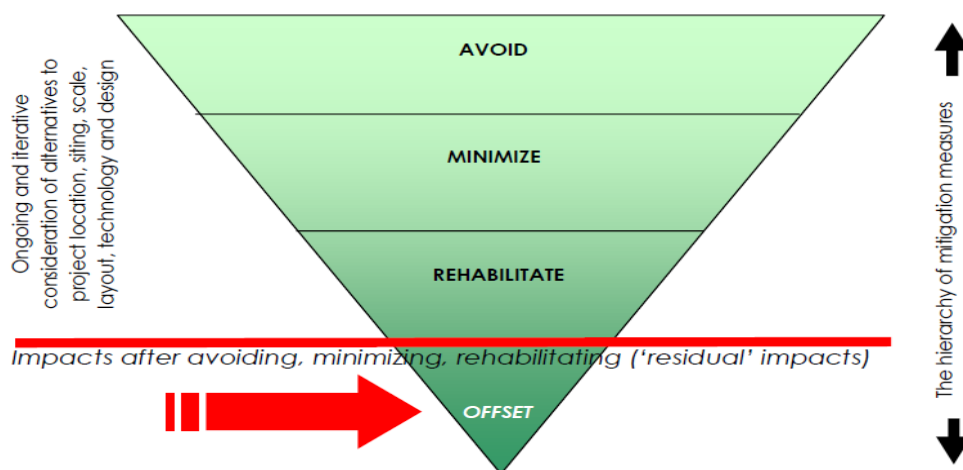 Ongoing and iterative
consideration of alternatives to
project location, siting, scale,
layout, technology and design
AVOID
MINIMIZE
REHABILITATE
Impacts after avoiding, minimizing, rehabilitating (‘residual’ impacts)
OFFSET
The hierarchy of mitigation measures